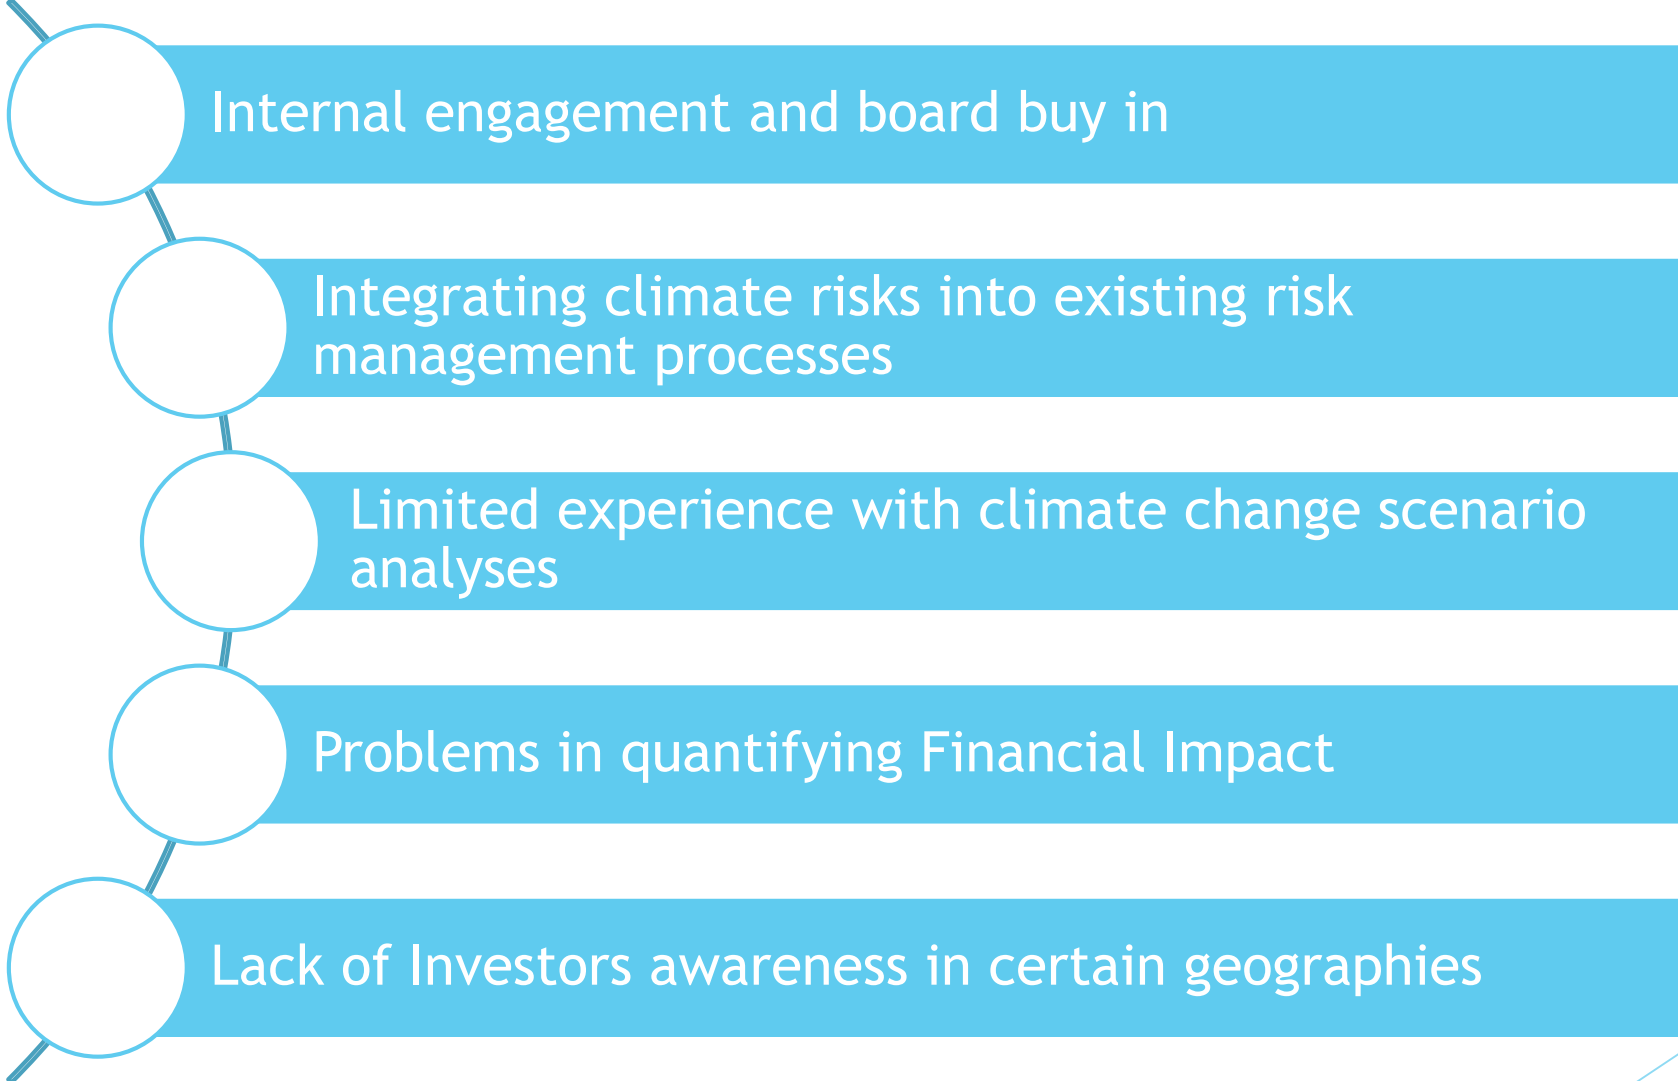 Internal engagement and board buy in
Integrating climate risks into existing risk
management processes
Limited experience with climate change scenario
analyses
Problems in quantifying Financial Impact
Lack of Investors awareness in certain geographies